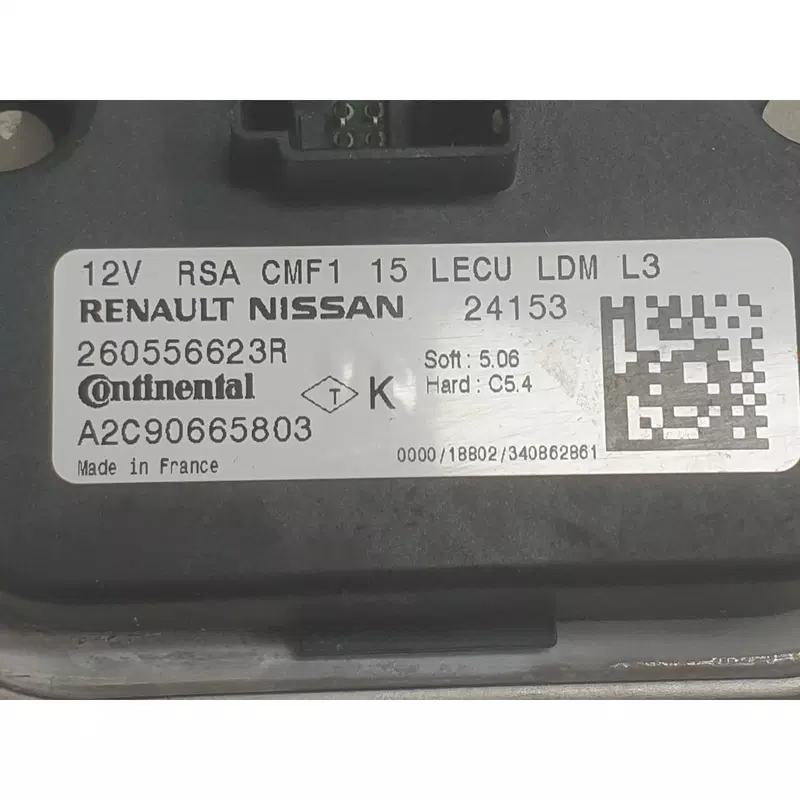 12V RSA CMF1 15 LECU LDM L3
RENAULT NISSAN 24153
260556623R
Soft : 5.06
Continental T K Hard : C5.4
A2C90665803
Made in France 0000/18802/340862861